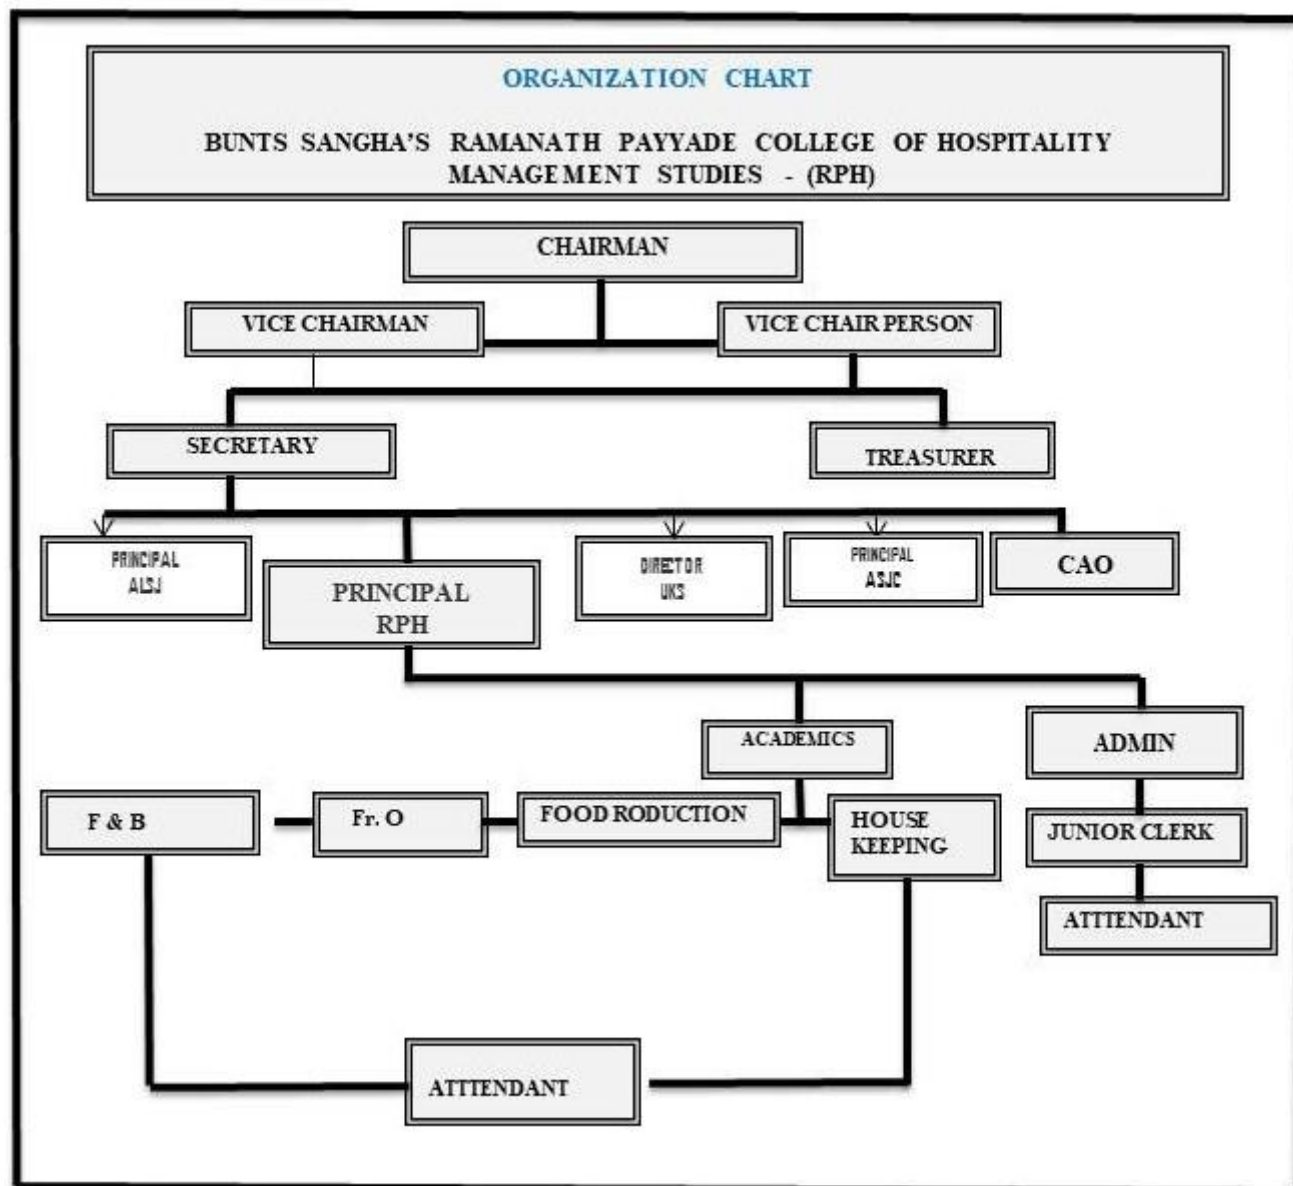 ORGANIZATION CHART
BUNTS SANGHA'S RAMANATH PAYYADE COLLEGE OF HOSPITALITY
MANAGEMENT STUDIES - (RPH)
CHAIRMAN
VICE CHAIRMAN
VICE CHAIR PERSON
SECRETARY
TREASURER
PRINCIPAL
ALSJ
PRINCIPAL
RPH
DIRECTOR
UKS
PRINCIPAL
ASJC
CAO
ACADEMICS
ADMIN
F & B
Fr. O
FOOD RODUCTION
HOUSE
KEEPING
JUNIOR CLERK
ATTTENDANT
ATTTENDANT